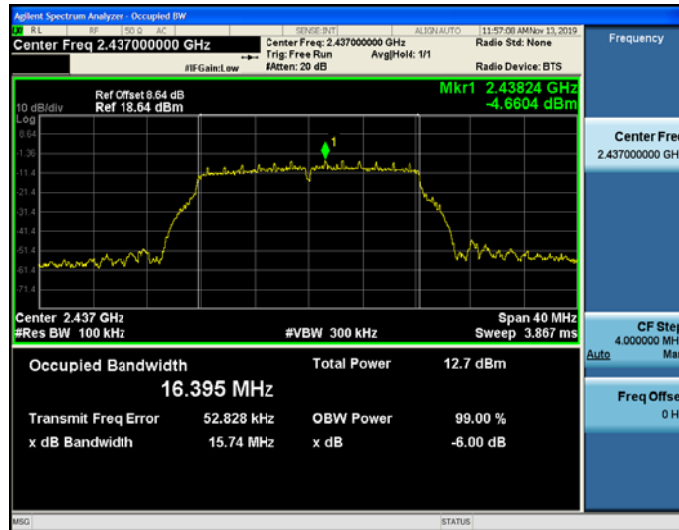 Agilent Spectrum Analyzer - Occupied BW
RL RF 50 Ω AC SENSE:INT ALIGN AUTO 11:57:08 AM Nov 13, 2019
Center Freq 2.437000000 GHz Center Freq: 2.437000000 GHz Radio Std: None Frequency
Trig: Free Run Avg|Hold: 1/1
#IFGain:Low #Atten: 20 dB Radio Device: BTS
Ref Offset 8.64 dB Mkr1 2.43824 GHz
10 dB/div Ref 18.64 dBm -4.6604 dBm
Log
8.64
-1.36
-11.4
-21.4
-31.4
-41.4
-51.4
-61.4
-71.4
1
Center Fre
2.437000000 GH
Center 2.437 GHz Span 40 MHz
#Res BW 100 kHz #VBW 300 kHz Sweep 3.867 ms
CF Step
4.000000 MH
Auto Ma
Occupied Bandwidth Total Power 12.7 dBm
16.395 MHz
Transmit Freq Error 52.828 kHz OBW Power 99.00 %
x dB Bandwidth 15.74 MHz x dB -6.00 dB
Freq Offse
0 H
MSG STATUS